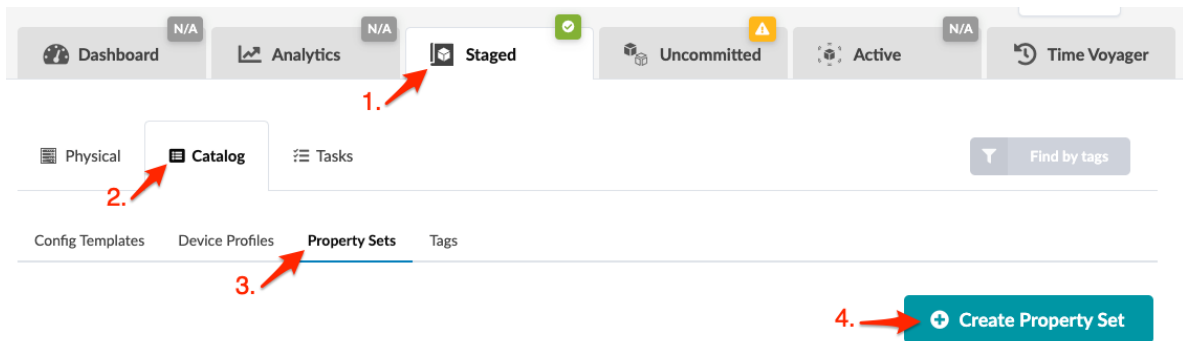 N/A N/A N/A
Dashboard Analytics Staged Uncommitted Active Time Voyager
1.
Physical Catalog Tasks Find by tags
2.
Config Templates Device Profiles Property Sets Tags
3.
4. Create Property Set